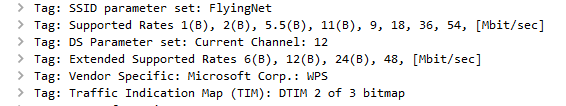 Tag: SSID parameter set: FlyingNet
Tag: Supported Rates 1(B), 2(B), 5.5(B), 11(B), 9, 18, 36, 54, [Mbit/sec]
Tag: DS Parameter set: Current Channel: 12
Tag: Extended Supported Rates 6(B), 12(B), 24(B), 48, [Mbit/sec]
Tag: Vendor Specific: Microsoft Corp.: WPS
Tag: Traffic Indication Map (TIM): DTIM 2 of 3 bitmap